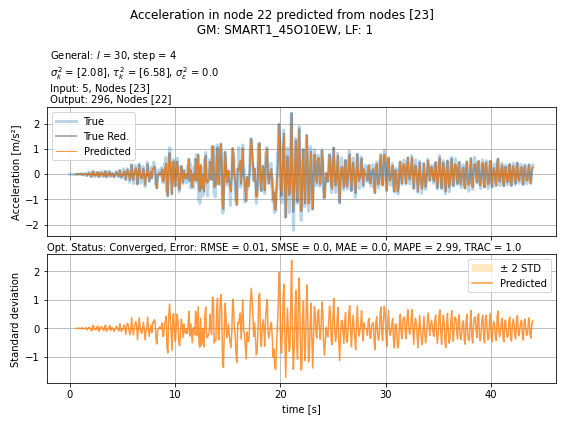 Acceleration in node 22 predicted from nodes [23]
GM: SMART1_45O10EW, LF: 1
General: l = 30, step = 4
σ²ₖ = [2.08], τ²ₖ = [6.58], σ²ε = 0.0
Input: 5, Nodes [23]
Output: 296, Nodes [22]
True
True Red.
Predicted
Acceleration [m/s²]
2
1
0
−1
−2
Opt. Status: Converged, Error: RMSE = 0.01, SMSE = 0.0, MAE = 0.0, MAPE = 2.99, TRAC = 1.0
± 2 STD
Predicted
Standard deviation
2
1
0
−1
0 10 20 30 40
time [s]